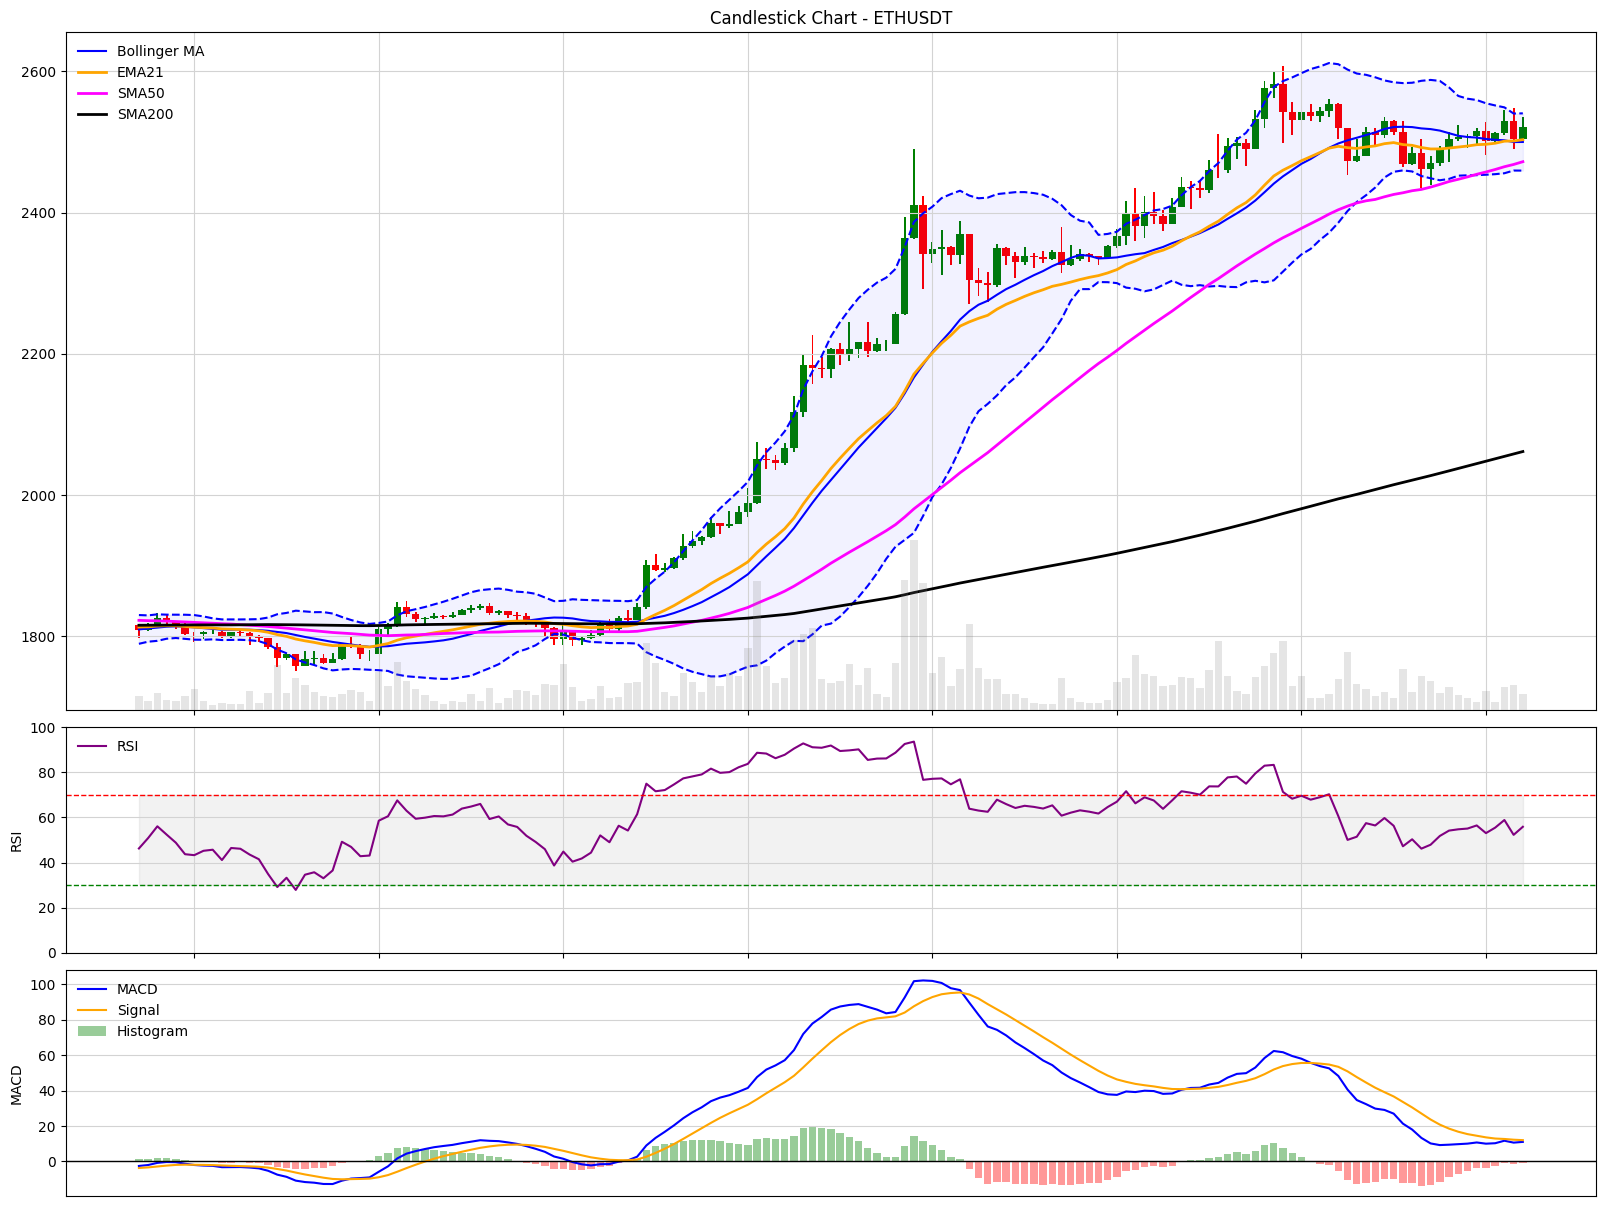 Candlestick Chart - ETHUSDT
Bollinger MA
EMA21
SMA50
SMA200
2600
2400
2200
2000
1800
RSI
100
80
60
40
20
0
RSI
MACD
Signal
Histogram
100
80
60
40
20
0
MACD